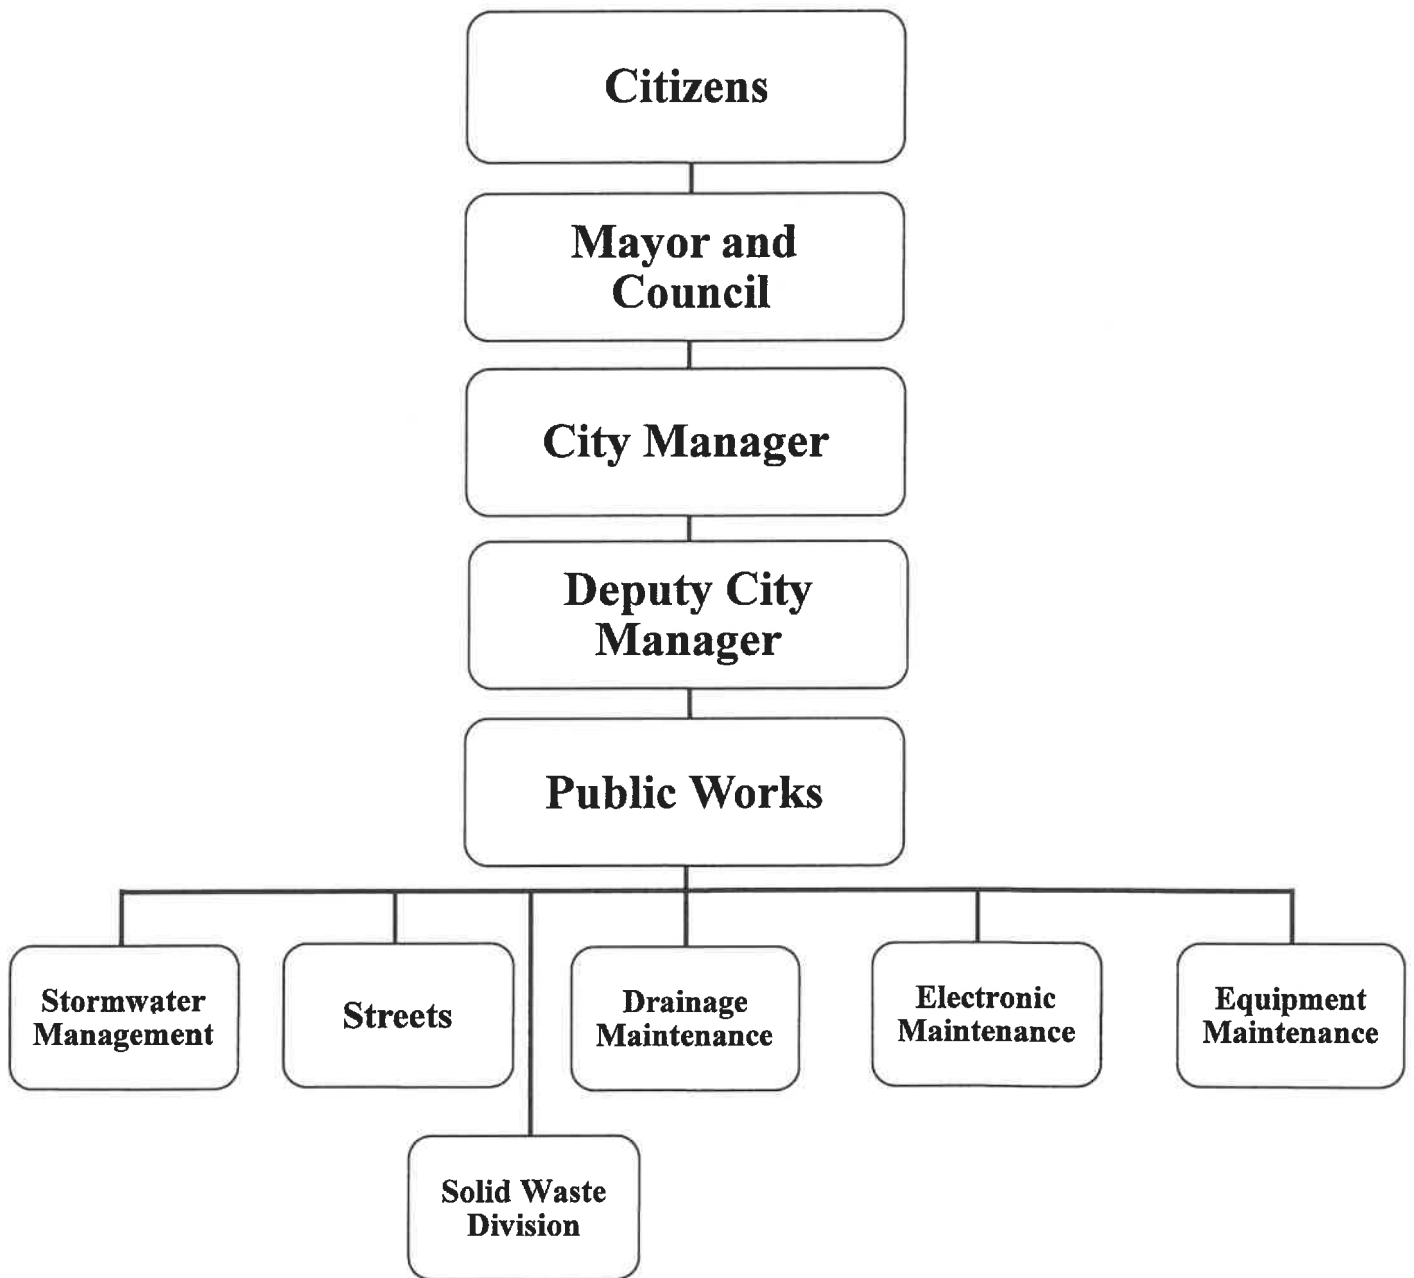 Citizens
Mayor and
Council
City Manager
Deputy City
Manager
Public Works
Stormwater
Management
Streets
Drainage
Maintenance
Electronic
Maintenance
Equipment
Maintenance
Solid Waste
Division